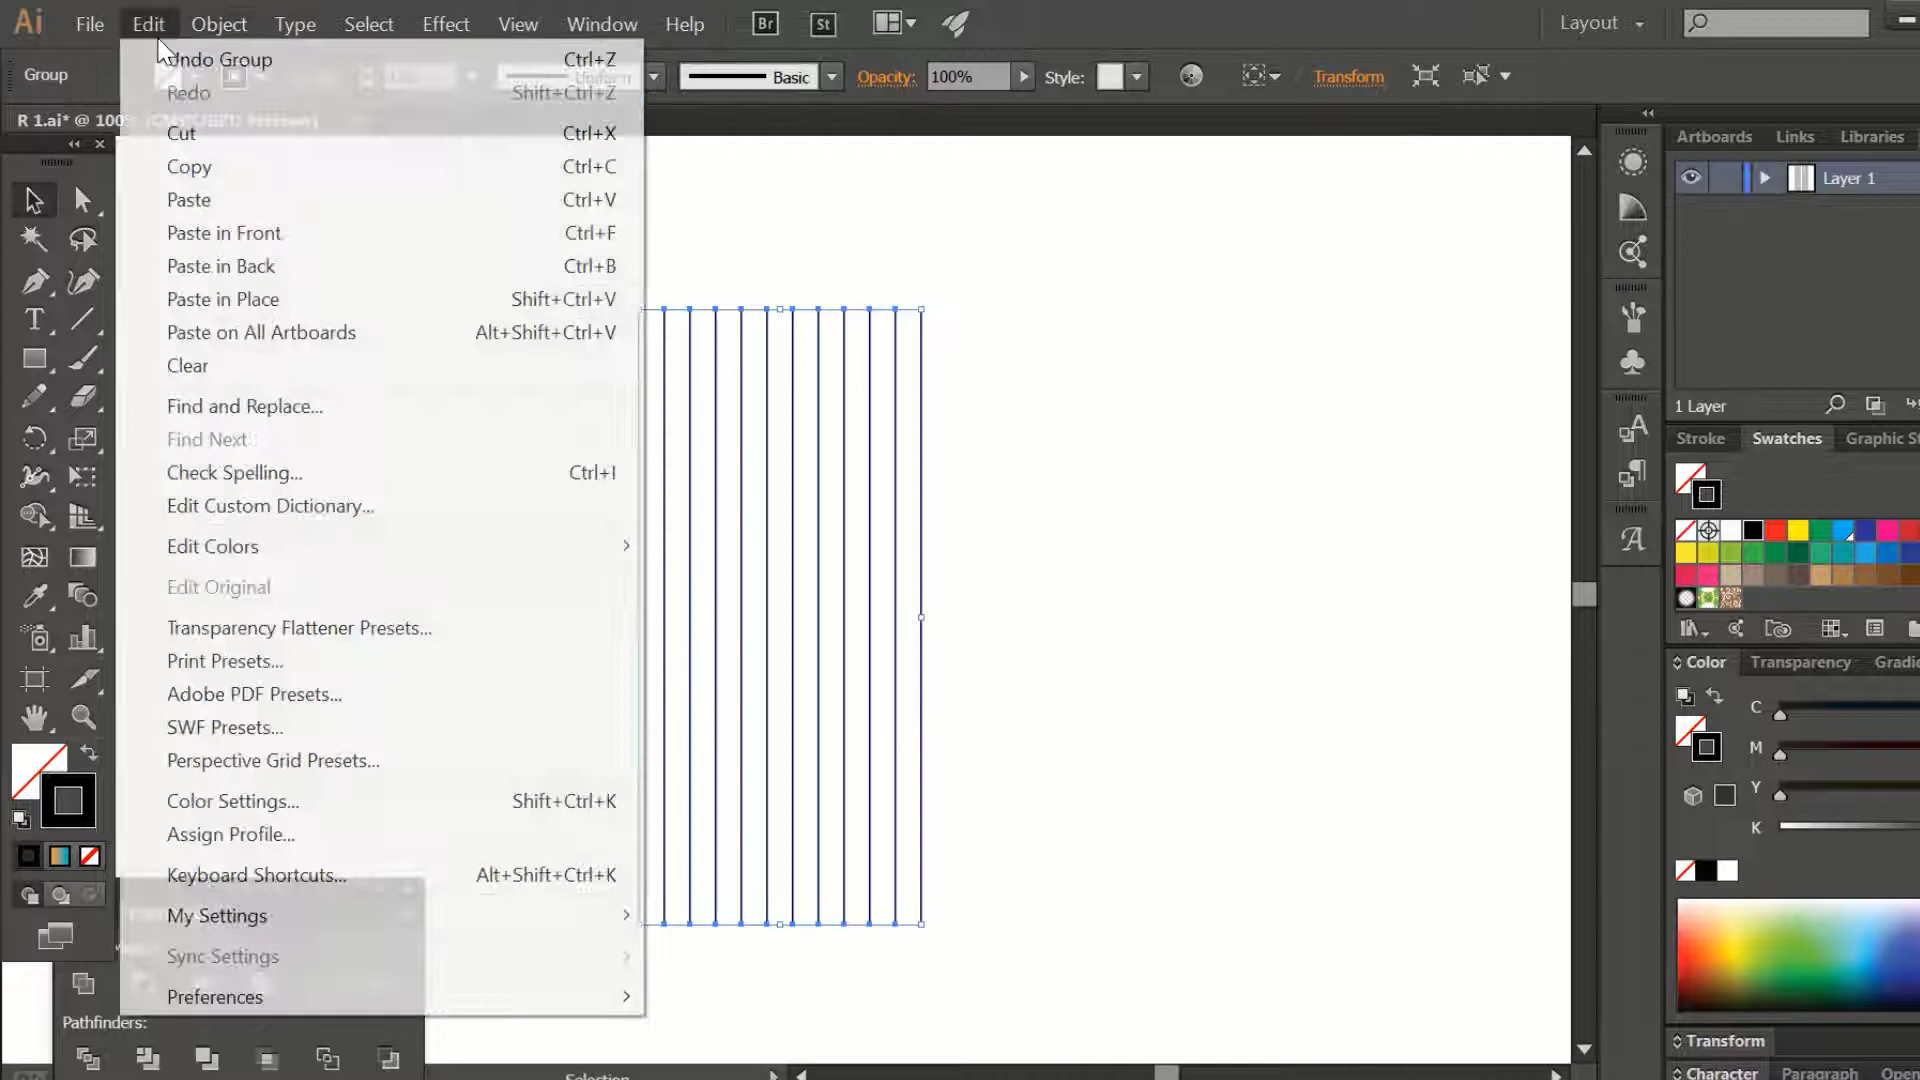 Ai File Edit Object Type Select Effect View Window Help Br St Layout
Group Basic Opacity: 100% Style: Transform
R 1.ai* @ 100%
Undo Group Ctrl+Z
Redo Shift+Ctrl+Z
Cut Ctrl+X
Copy Ctrl+C
Paste Ctrl+V
Paste in Front Ctrl+F
Paste in Back Ctrl+B
Paste in Place Shift+Ctrl+V
Paste on All Artboards Alt+Shift+Ctrl+V
Clear
Find and Replace...
Find Next
Check Spelling... Ctrl+I
Edit Custom Dictionary...
Edit Colors
Edit Original
Transparency Flattener Presets...
Print Presets...
Adobe PDF Presets...
SWF Presets...
Perspective Grid Presets...
Color Settings... Shift+Ctrl+K
Assign Profile...
Keyboard Shortcuts... Alt+Shift+Ctrl+K
My Settings
Sync Settings
Preferences
Pathfinders:
Selection
Artboards Links Libraries
Layer 1
1 Layer
Stroke Swatches Graphic St
Color Transparency Gradie
C
M
Y
K
Transform
Character Paragraph Open